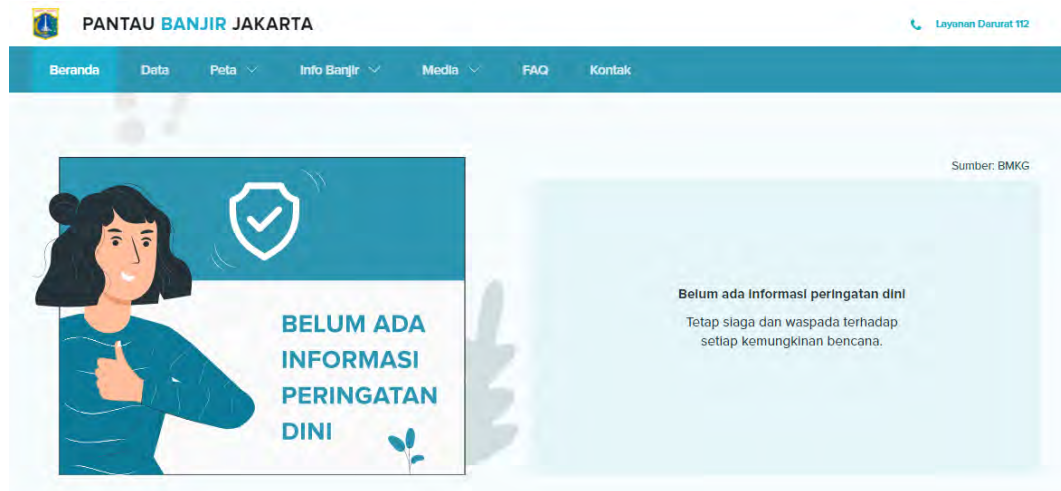 PANTAU BANJIR JAKARTA
Layanan Darurat 112
Beranda Data Peta Info Banjir Media FAQ Kontak
Sumber: BMKG
BELUM ADA
INFORMASI
PERINGATAN
DINI
Belum ada informasi peringatan dini
Tetap siaga dan waspada terhadap
setiap kemungkinan bencana.